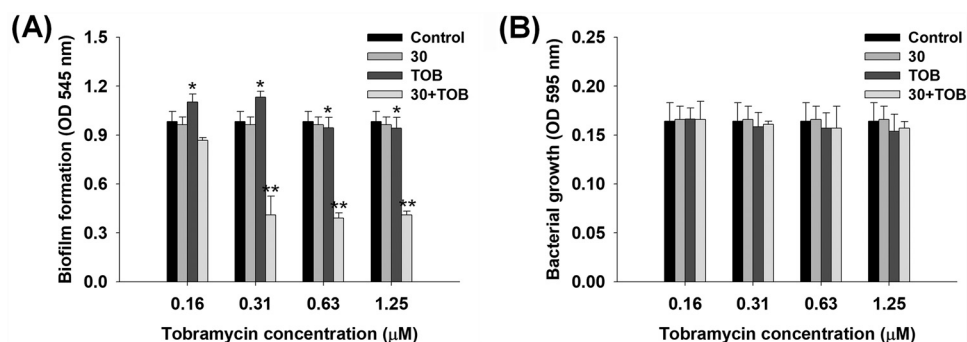 (A)
Biofilm formation (OD 545 nm)
1.5
1.2
0.9
0.6
0.3
0.0
Control
30
TOB
30+TOB
* * * *
** ** **
0.16 0.31 0.63 1.25
Tobramycin concentration (μM)
(B)
Bacterial growth (OD 595 nm)
0.25
0.20
0.15
0.10
0.05
0.00
Control
30
TOB
30+TOB
0.16 0.31 0.63 1.25
Tobramycin concentration (μM)